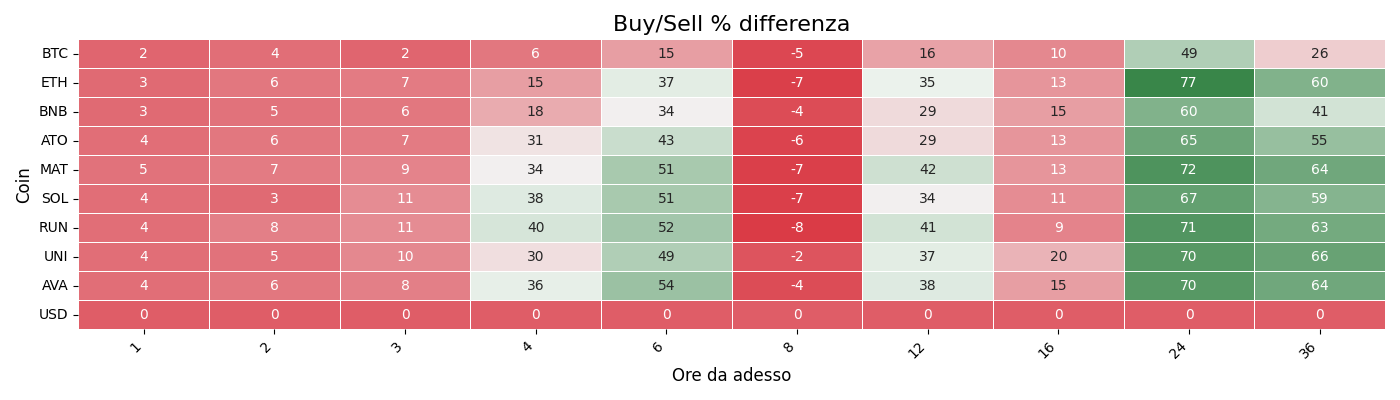 Buy/Sell % differenza
Coin
BTC 2 4 2 6 15 -5 16 10 49 26
ETH 3 6 7 15 37 -7 35 13 77 60
BNB 3 5 6 18 34 -4 29 15 60 41
ATO 4 6 7 31 43 -6 29 13 65 55
MAT 5 7 9 34 51 -7 42 13 72 64
SOL 4 3 11 38 51 -7 34 11 67 59
RUN 4 8 11 40 52 -8 41 9 71 63
UNI 4 5 10 30 49 -2 37 20 70 66
AVA 4 6 8 36 54 -4 38 15 70 64
USD 0 0 0 0 0 0 0 0 0 0
1 2 3 4 6 8 12 16 24 36
Ore da adesso